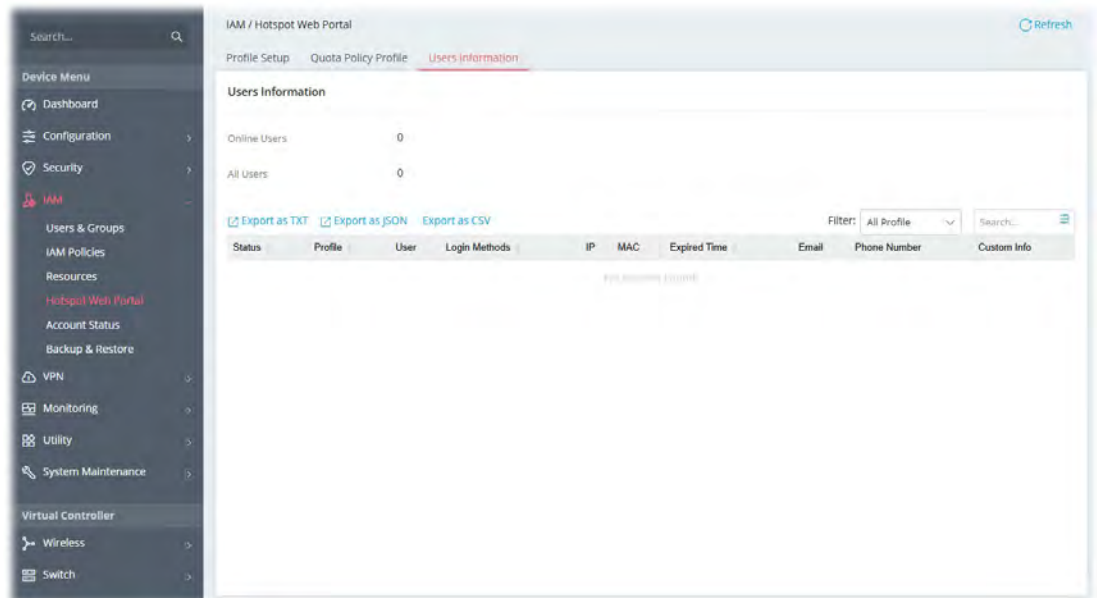 Search...
Device Menu
Dashboard
Configuration
Security
IAM
Users & Groups
IAM Policies
Resources
Hotspot Web Portal
Account Status
Backup & Restore
VPN
Monitoring
Utility
System Maintenance
Virtual Controller
Wireless
Switch
IAM / Hotspot Web Portal
Refresh
Profile Setup Quota Policy Profile Users Information
Users Information
Online Users 0
All Users 0
Export as TXT Export as JSON Export as CSV Filter: All Profile Search...
Status Profile User Login Methods IP MAC Expired Time Email Phone Number Custom Info